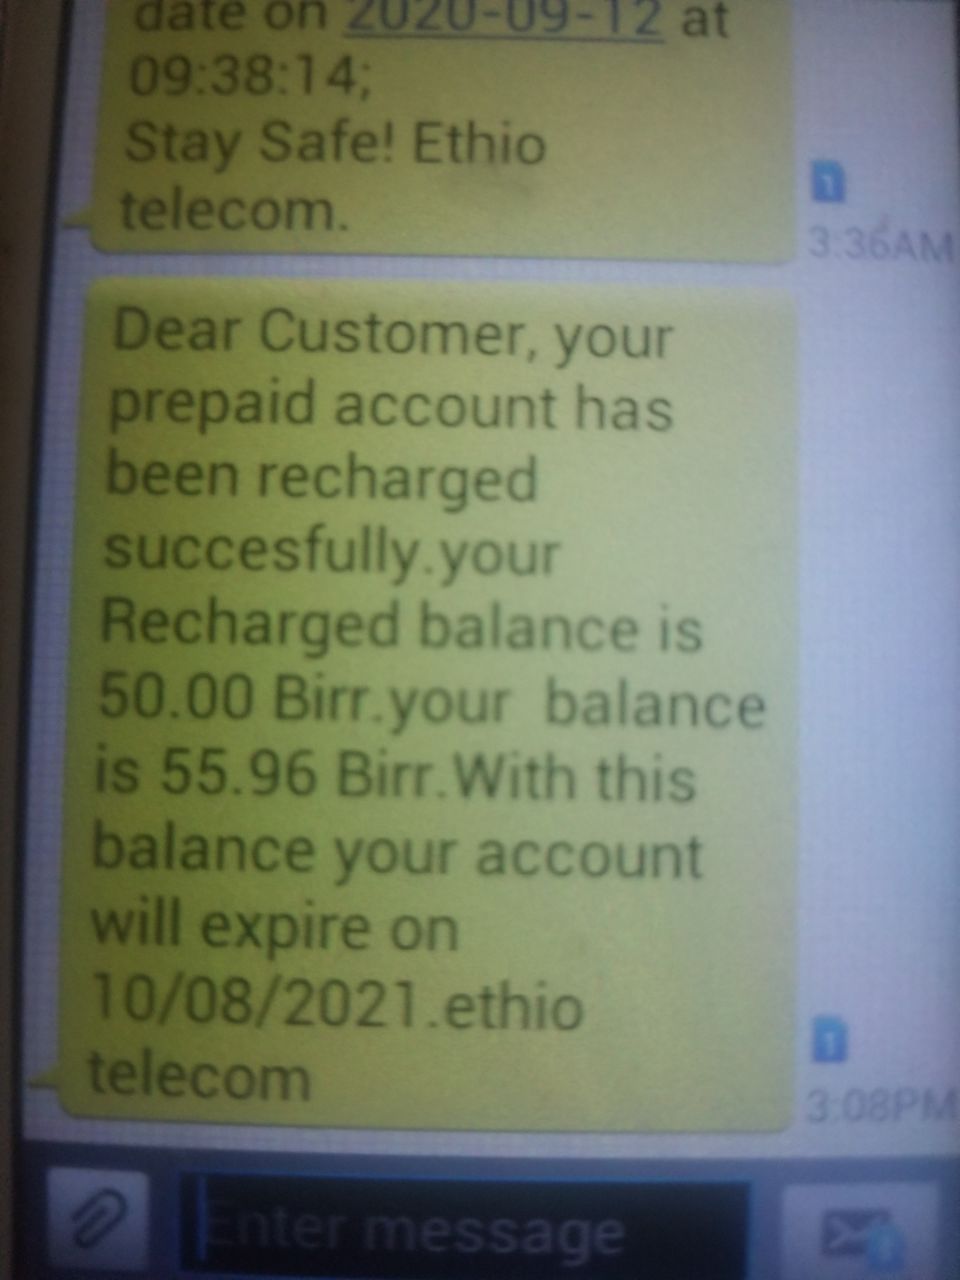 date on 2020-09-12 at
09:38:14;
Stay Safe! Ethio
telecom.
1
3:36AM
Dear Customer, your
prepaid account has
been recharged
succesfully.your
Recharged balance is
50.00 Birr.your  balance
is 55.96 Birr.With this
balance your account
will expire on
10/08/2021.ethio
telecom
1
3:08PM
Enter message